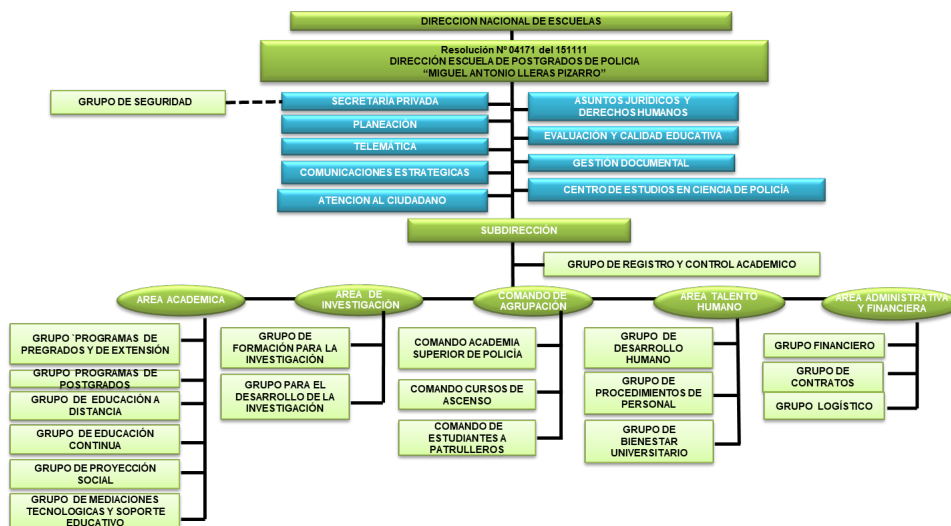 DIRECCION NACIONAL DE ESCUELAS
Resolución Nº 04171 del 151111
DIRECCIÓN ESCUELA DE POSTGRADOS DE POLICIA
“MIGUEL ANTONIO LLERAS PIZARRO”
GRUPO DE SEGURIDAD
SECRETARÍA PRIVADA
PLANEACIÓN
TELEMÁTICA
COMUNICACIONES ESTRATEGICAS
ATENCION AL CIUDADANO
ASUNTOS JURÍDICOS Y
DERECHOS HUMANOS
EVALUACIÓN Y CALIDAD EDUCATIVA
GESTIÓN DOCUMENTAL
CENTRO DE ESTUDIOS EN CIENCIA DE POLICÍA
SUBDIRECCIÓN
GRUPO DE REGISTRO Y CONTROL ACADEMICO
AREA ACADEMICA
GRUPO `PROGRAMAS DE
PREGRADOS Y DE EXTENSIÓN
GRUPO PROGRAMAS DE
POSTGRADOS
GRUPO DE EDUCACIÓN A
DISTANCIA
GRUPO DE EDUCACIÓN
CONTINUA
GRUPO DE PROYECCIÓN
SOCIAL
GRUPO DE MEDIACIONES
TECNOLOGICAS Y SOPORTE
EDUCATIVO
ÁREA DE
INVESTIGACIÓN
GRUPO DE
FORMACIÓN PARA LA
INVESTIGACIÓN
GRUPO PARA EL
DESARROLLO DE LA
INVESTIGACIÓN
COMANDO DE
AGRUPACIÓN
COMANDO ACADEMIA
SUPERIOR DE POLICÍA
COMANDO CURSOS DE
ASCENSO
COMANDO DE
ESTUDIANTES A
PATRULLEROS
ÁREA TALENTO
HUMANO
GRUPO DE
DESARROLLO
HUMANO
GRUPO DE
PROCEDIMIENTOS DE
PERSONAL
GRUPO DE
BIENESTAR
UNIVERSITARIO
ÁREA ADMINISTRATIVA
Y FINANCIERA
GRUPO FINANCIERO
GRUPO DE
CONTRATOS
GRUPO LOGÍSTICO